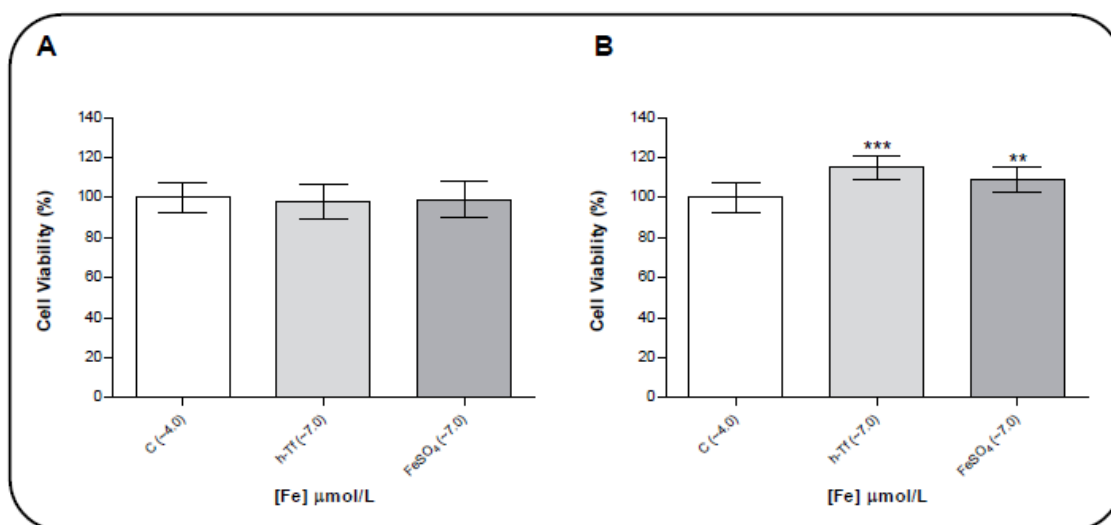 A
140
120
100
80
60
40
20
0
Cell Viability (%)
C (~4.0)
h-Tf (~7.0)
FeSO₄ (~7.0)
[Fe] μmol/L
B
140
120
100
80
60
40
20
0
Cell Viability (%)
***
**
C (~4.0)
h-Tf (~7.0)
FeSO₄ (~7.0)
[Fe] μmol/L